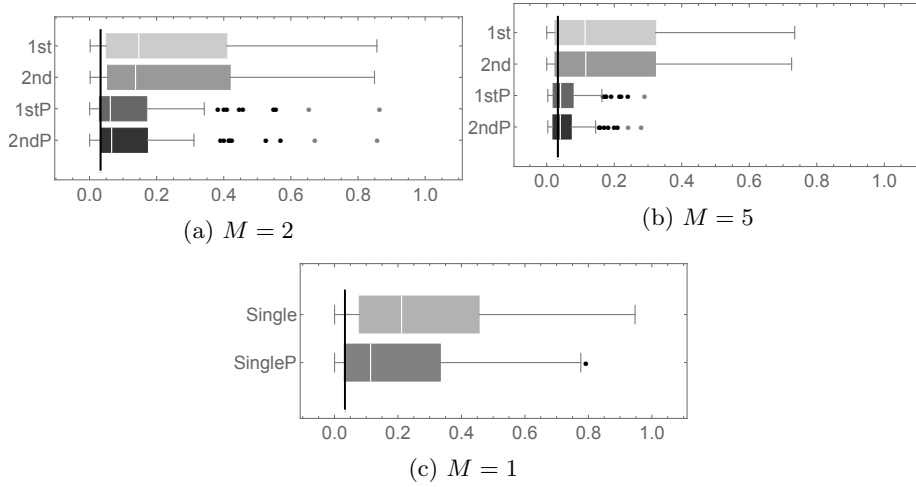 1st
2nd
1stP
2ndP
0.0 0.2 0.4 0.6 0.8 1.0
(a) M = 2
1st
2nd
1stP
2ndP
0.0 0.2 0.4 0.6 0.8 1.0
(b) M = 5
Single
SingleP
0.0 0.2 0.4 0.6 0.8 1.0
(c) M = 1